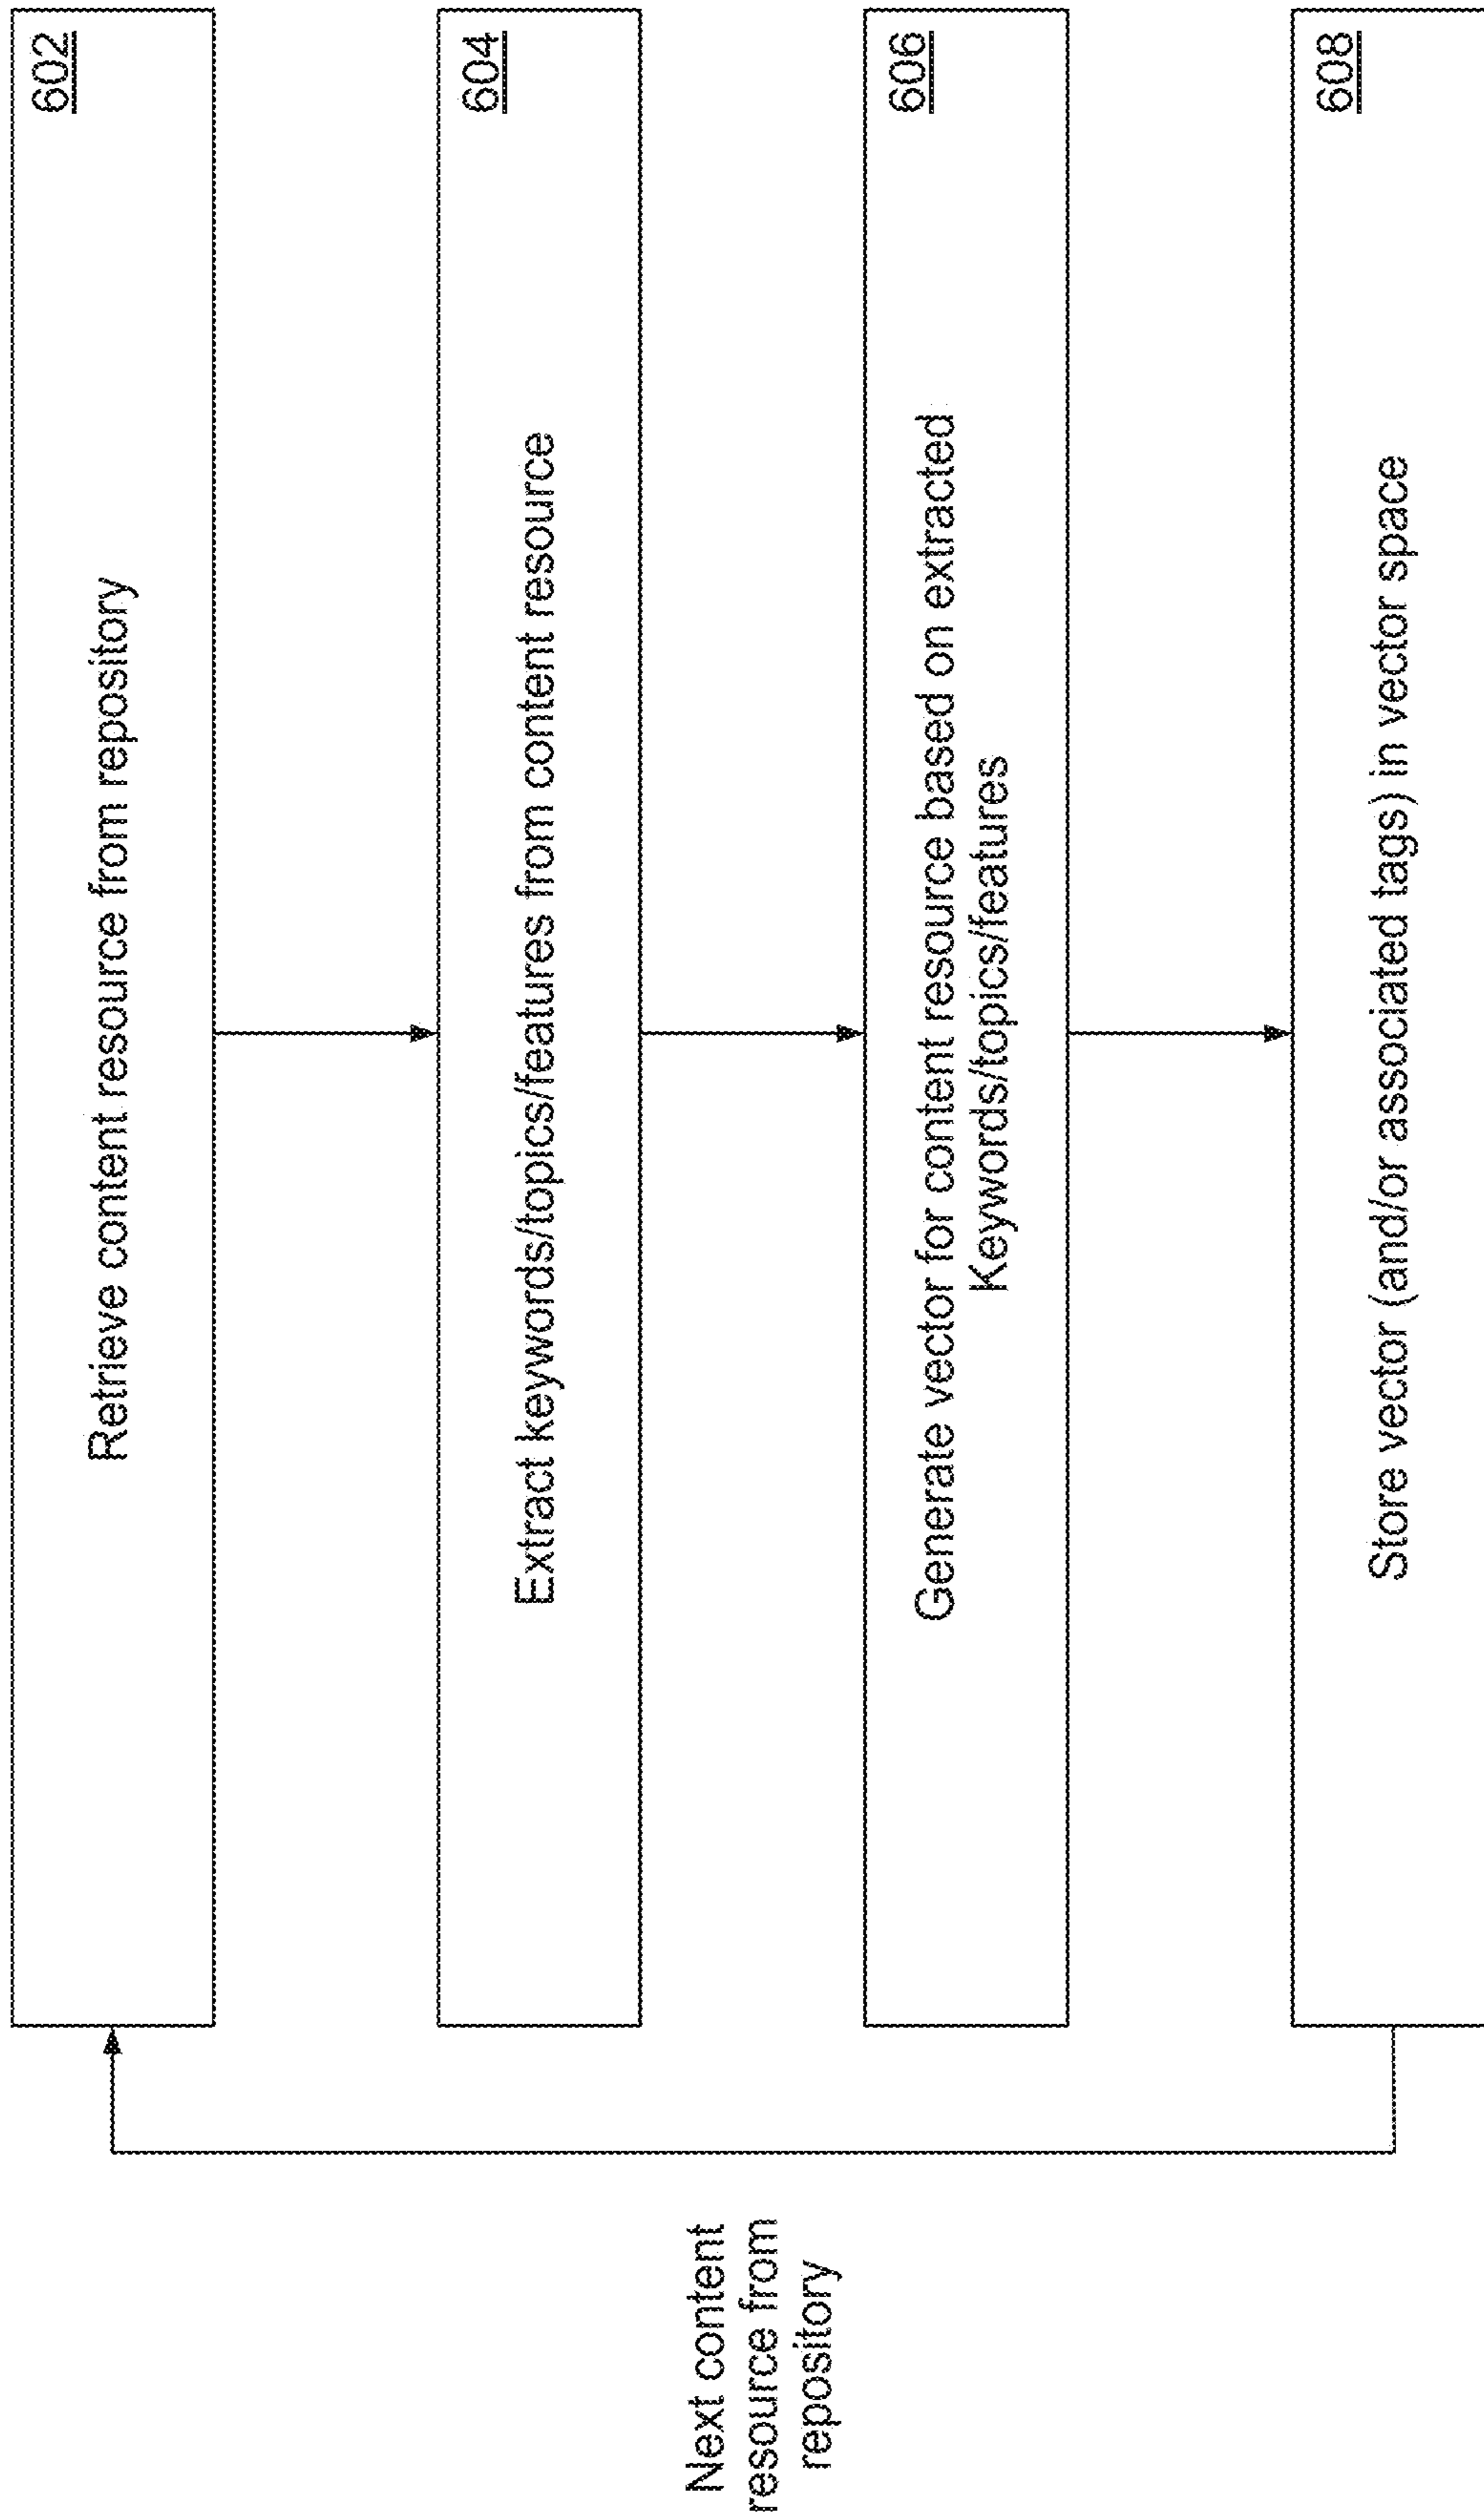 602
Retrieve content resource from repository
604
Extract keywords/topics/features from content resource
606
Generate vector for content resource based on extracted
Keywords/topics/features
608
Store vector (and/or associated tags) in vector space
Next content
resource from
repository